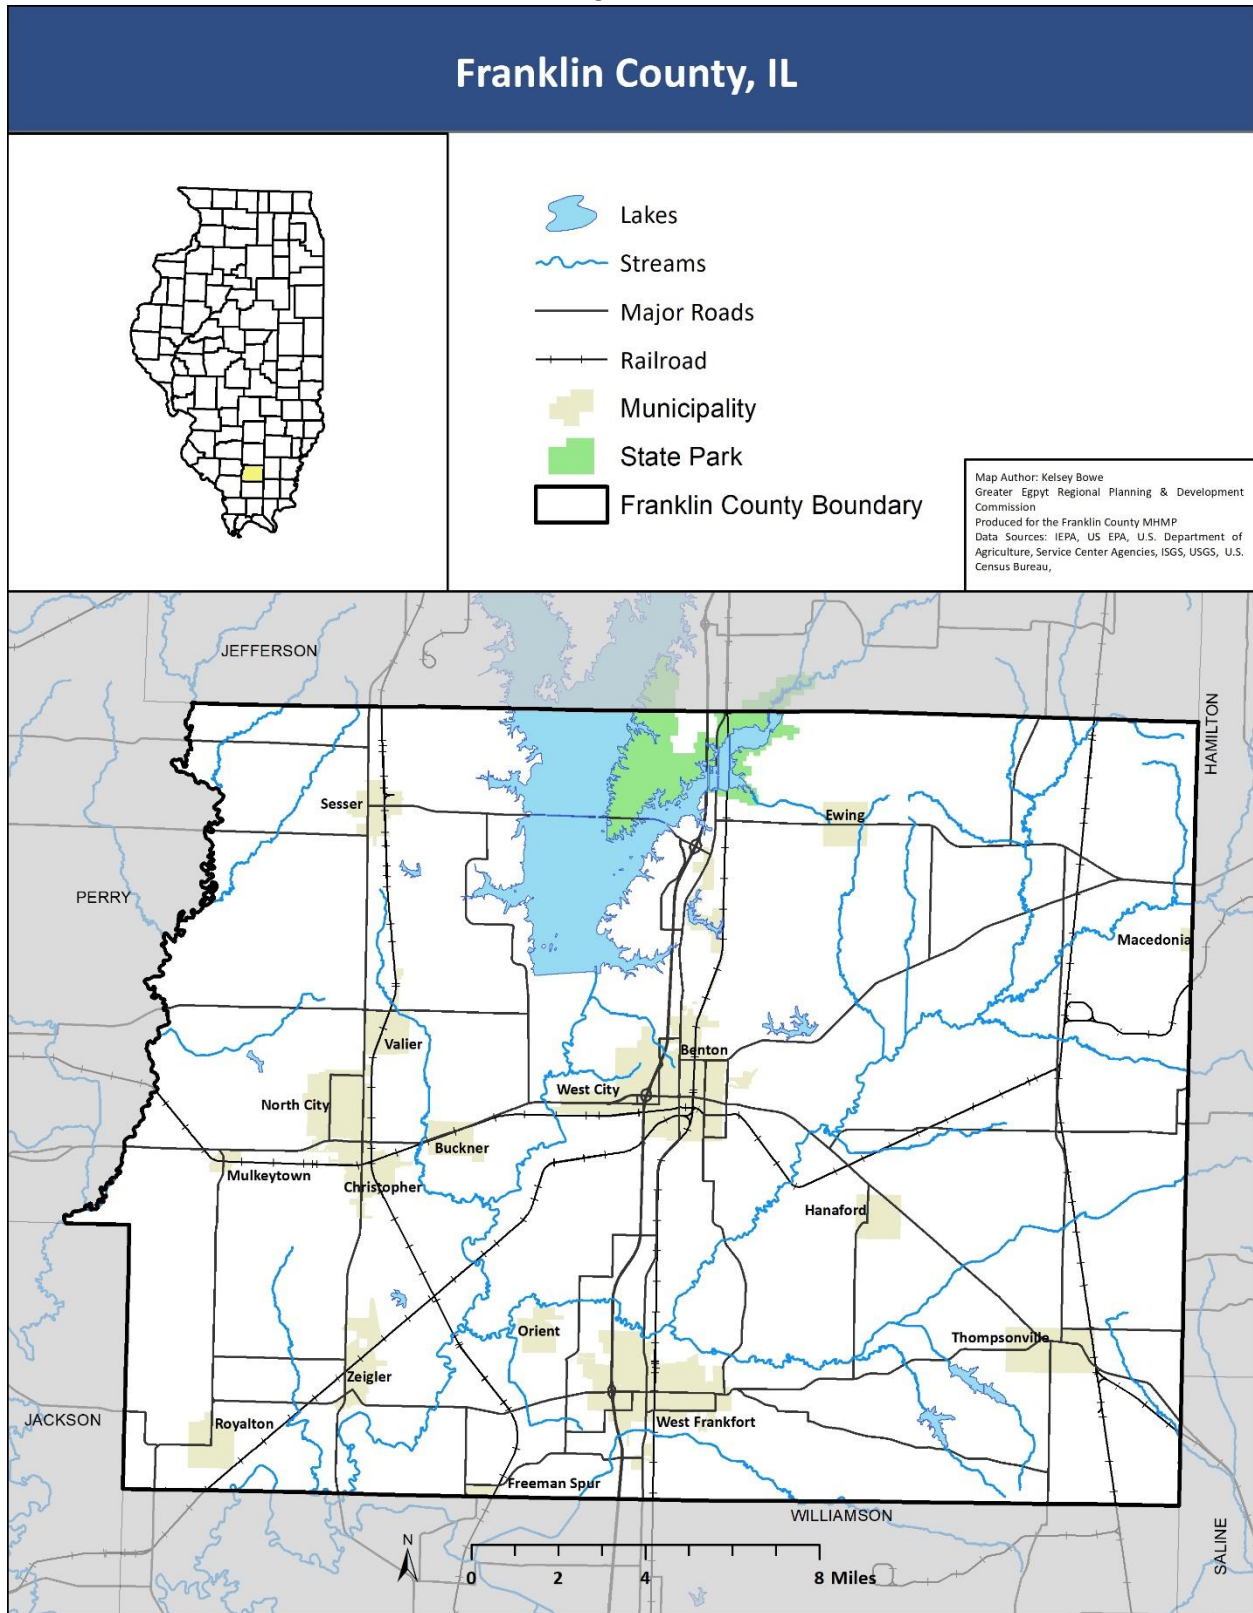 Franklin County, IL
Lakes
Streams
Major Roads
Railroad
Municipality
State Park
Franklin County Boundary
Map Author: Kelsey Bowe
Greater Egpyt Regional Planning & Development
Commission
Produced for the Franklin County MHMP
Data Sources: IEPA, US EPA, U.S. Department of
Agriculture, Service Center Agencies, ISGS, USGS, U.S.
Census Bureau,
JEFFERSON
HAMILTON
Sesser
Ewing
PERRY
Macedonia
Valier
Benton
West City
North City
Buckner
Mulkeytown
Christopher
Hanaford
Orient
Thompsonville
Zeigler
JACKSON
Royalton
West Frankfort
Freeman Spur
WILLIAMSON
SALINE
N
0 2 4 8 Miles